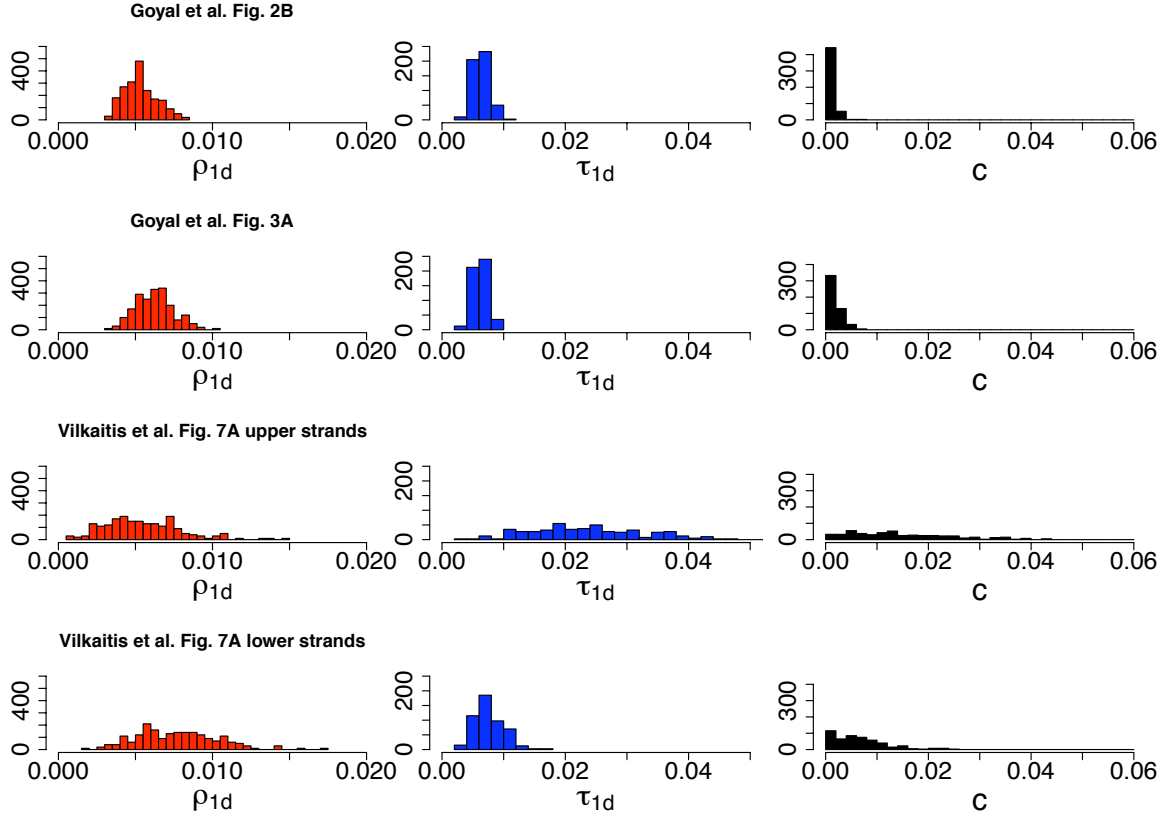 Goyal et al. Fig. 2B
0 400
0.000 0.010 0.020
ρ1d
0 200
0.00 0.02 0.04
τ1d
0 300
0.00 0.02 0.04 0.06
c
Goyal et al. Fig. 3A
0 400
0.000 0.010 0.020
ρ1d
0 200
0.00 0.02 0.04
τ1d
0 300
0.00 0.02 0.04 0.06
c
Vilkaitis et al. Fig. 7A upper strands
0 400
0.000 0.010 0.020
ρ1d
0 200
0.00 0.02 0.04
τ1d
0 300
0.00 0.02 0.04 0.06
c
Vilkaitis et al. Fig. 7A lower strands
0 400
0.000 0.010 0.020
ρ1d
0 200
0.00 0.02 0.04
τ1d
0 300
0.00 0.02 0.04 0.06
c